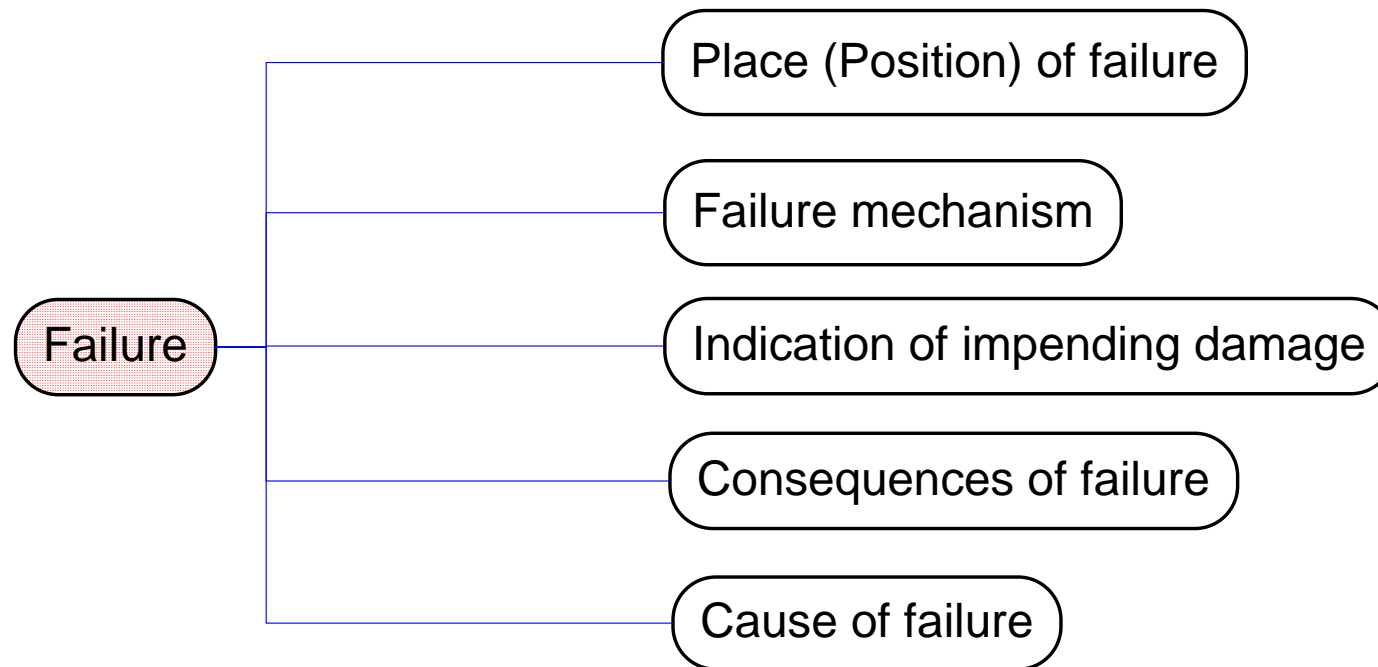 Place (Position) of failure
Failure mechanism
Failure
Indication of impending damage
Consequences of failure
Cause of failure